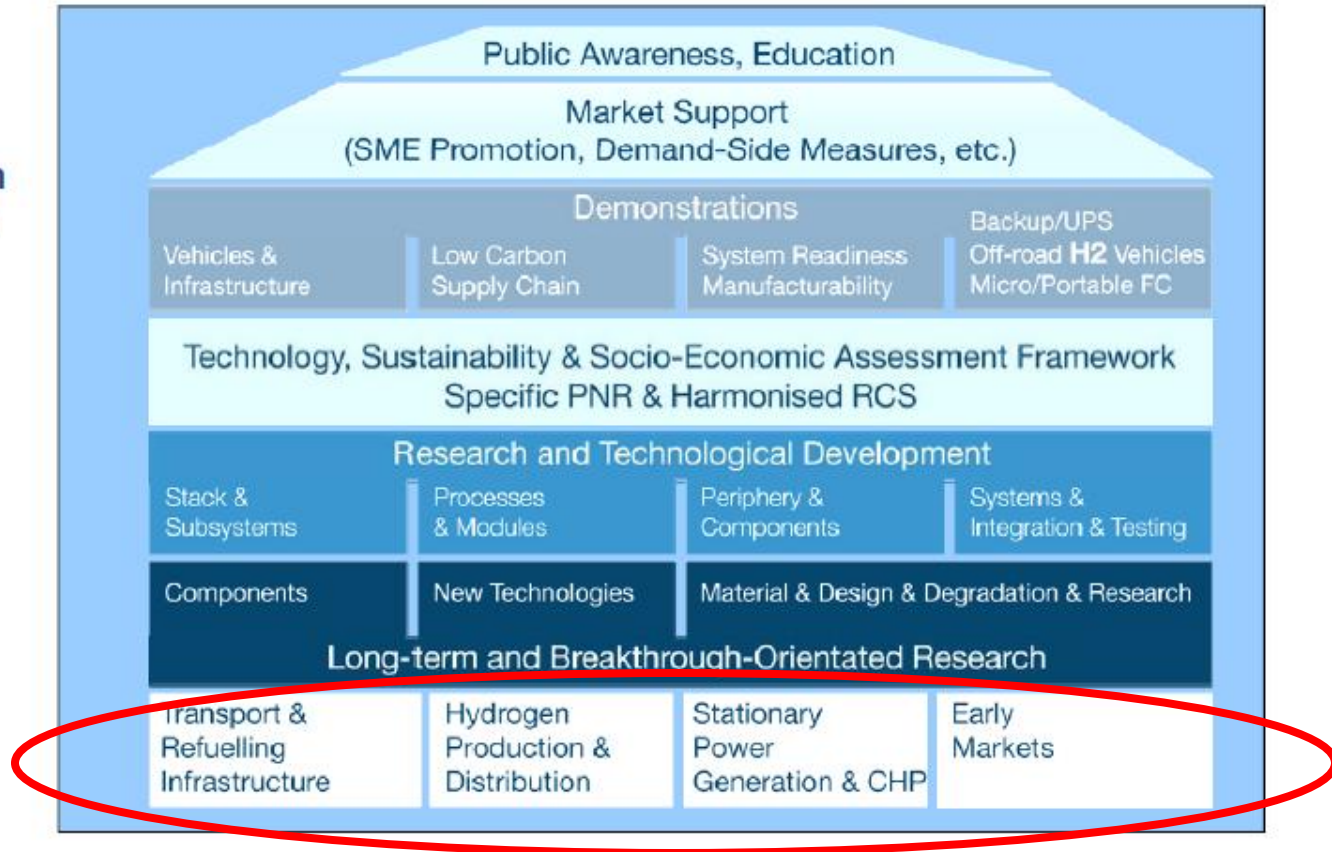 Public Awareness, Education
Market Support
(SME Promotion, Demand-Side Measures, etc.)
Demonstrations
Vehicles &
Infrastructure
Low Carbon
Supply Chain
System Readiness
Manufacturability
Backup/UPS
Off-road H2 Vehicles
Micro/Portable FC
Technology, Sustainability & Socio-Economic Assessment Framework
Specific PNR & Harmonised RCS
Research and Technological Development
Stack &
Subsystems
Processes
& Modules
Periphery &
Components
Systems &
Integration & Testing
Components
New Technologies
Material & Design & Degradation & Research
Long-term and Breakthrough-Orientated Research
Transport &
Refuelling
Infrastructure
Hydrogen
Production &
Distribution
Stationary
Power
Generation & CHP
Early
Markets